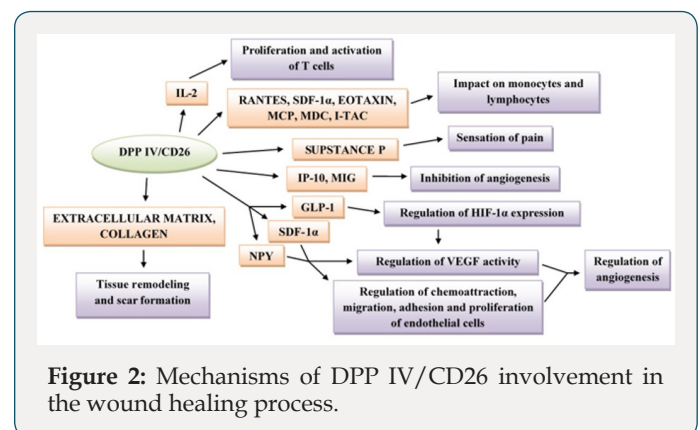 Proliferation and activation
of T cells
IL-2
RANTES, SDF-1α, EOTAXIN,
MCP, MDC, I-TAC
Impact on monocytes and
lymphocytes
DPP IV/CD26
SUPSTANCE P
Sensation of pain
IP-10, MIG
Inhibition of angiogenesis
EXTRACELLULAR MATRIX,
COLLAGEN
GLP-1
Regulation of HIF-1α expression
SDF-1α
NPY
Regulation of VEGF activity
Regulation of
angiogenesis
Tissue remodeling
and scar formation
Regulation of chemoattraction,
migration, adhesion and proliferation
of endothelial cells
Figure 2: Mechanisms of DPP IV/CD26 involvement in
the wound healing process.